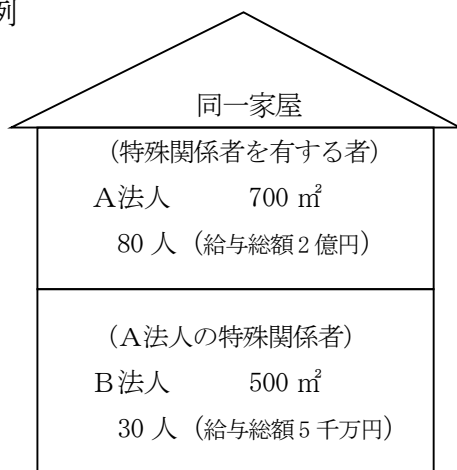 例
同一家屋
(特殊関係者を有する者)
A法人 700 ㎡
80 人 (給与総額2億円)
(A法人の特殊関係者)
B法人 500 ㎡
30 人 (給与総額5千万円)